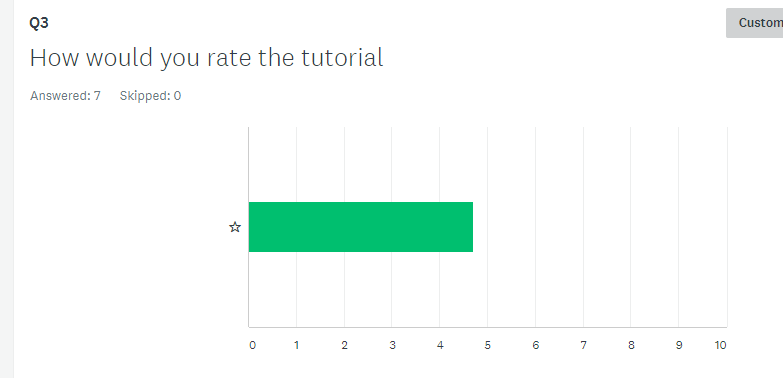 Q3
Custom
How would you rate the tutorial
Answered: 7 Skipped: 0
0 1 2 3 4 5 6 7 8 9 10